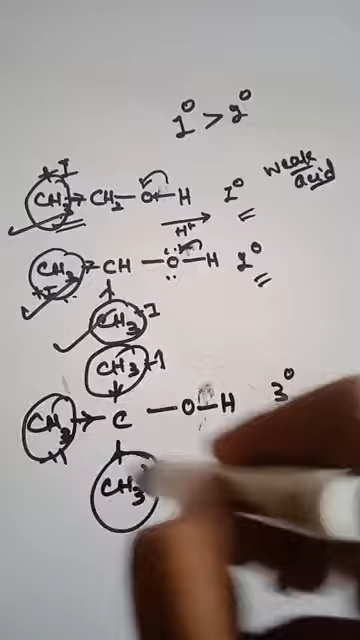 1° > 2°
+I
CH3 → CH2 — O — H 1° weak acid
H+
CH3 → CH — Ö — H 2°
+I
CH3 +I
CH3 +I
CH3 → C — O — H 3°
+I
CH3